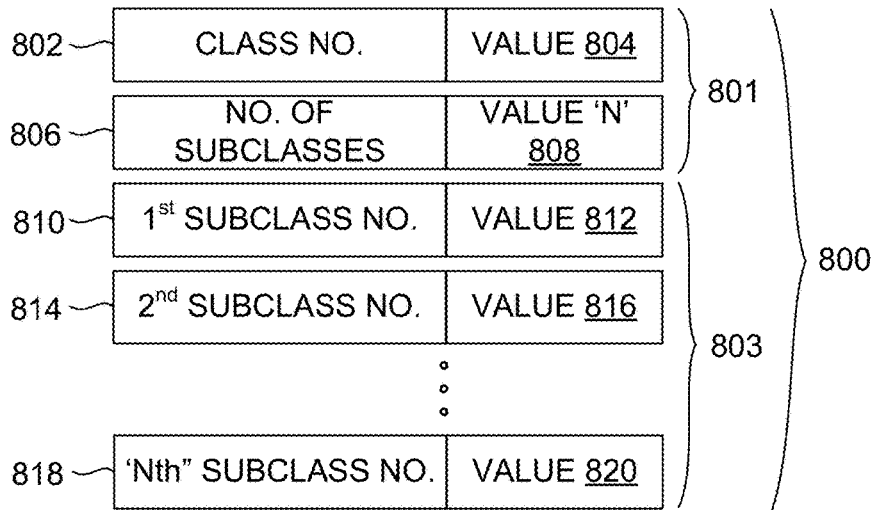 802 CLASS NO. VALUE 804
801
806 NO. OF SUBCLASSES VALUE 'N' 808
810 1st SUBCLASS NO. VALUE 812
800
814 2nd SUBCLASS NO. VALUE 816
803
818 'Nth" SUBCLASS NO. VALUE 820